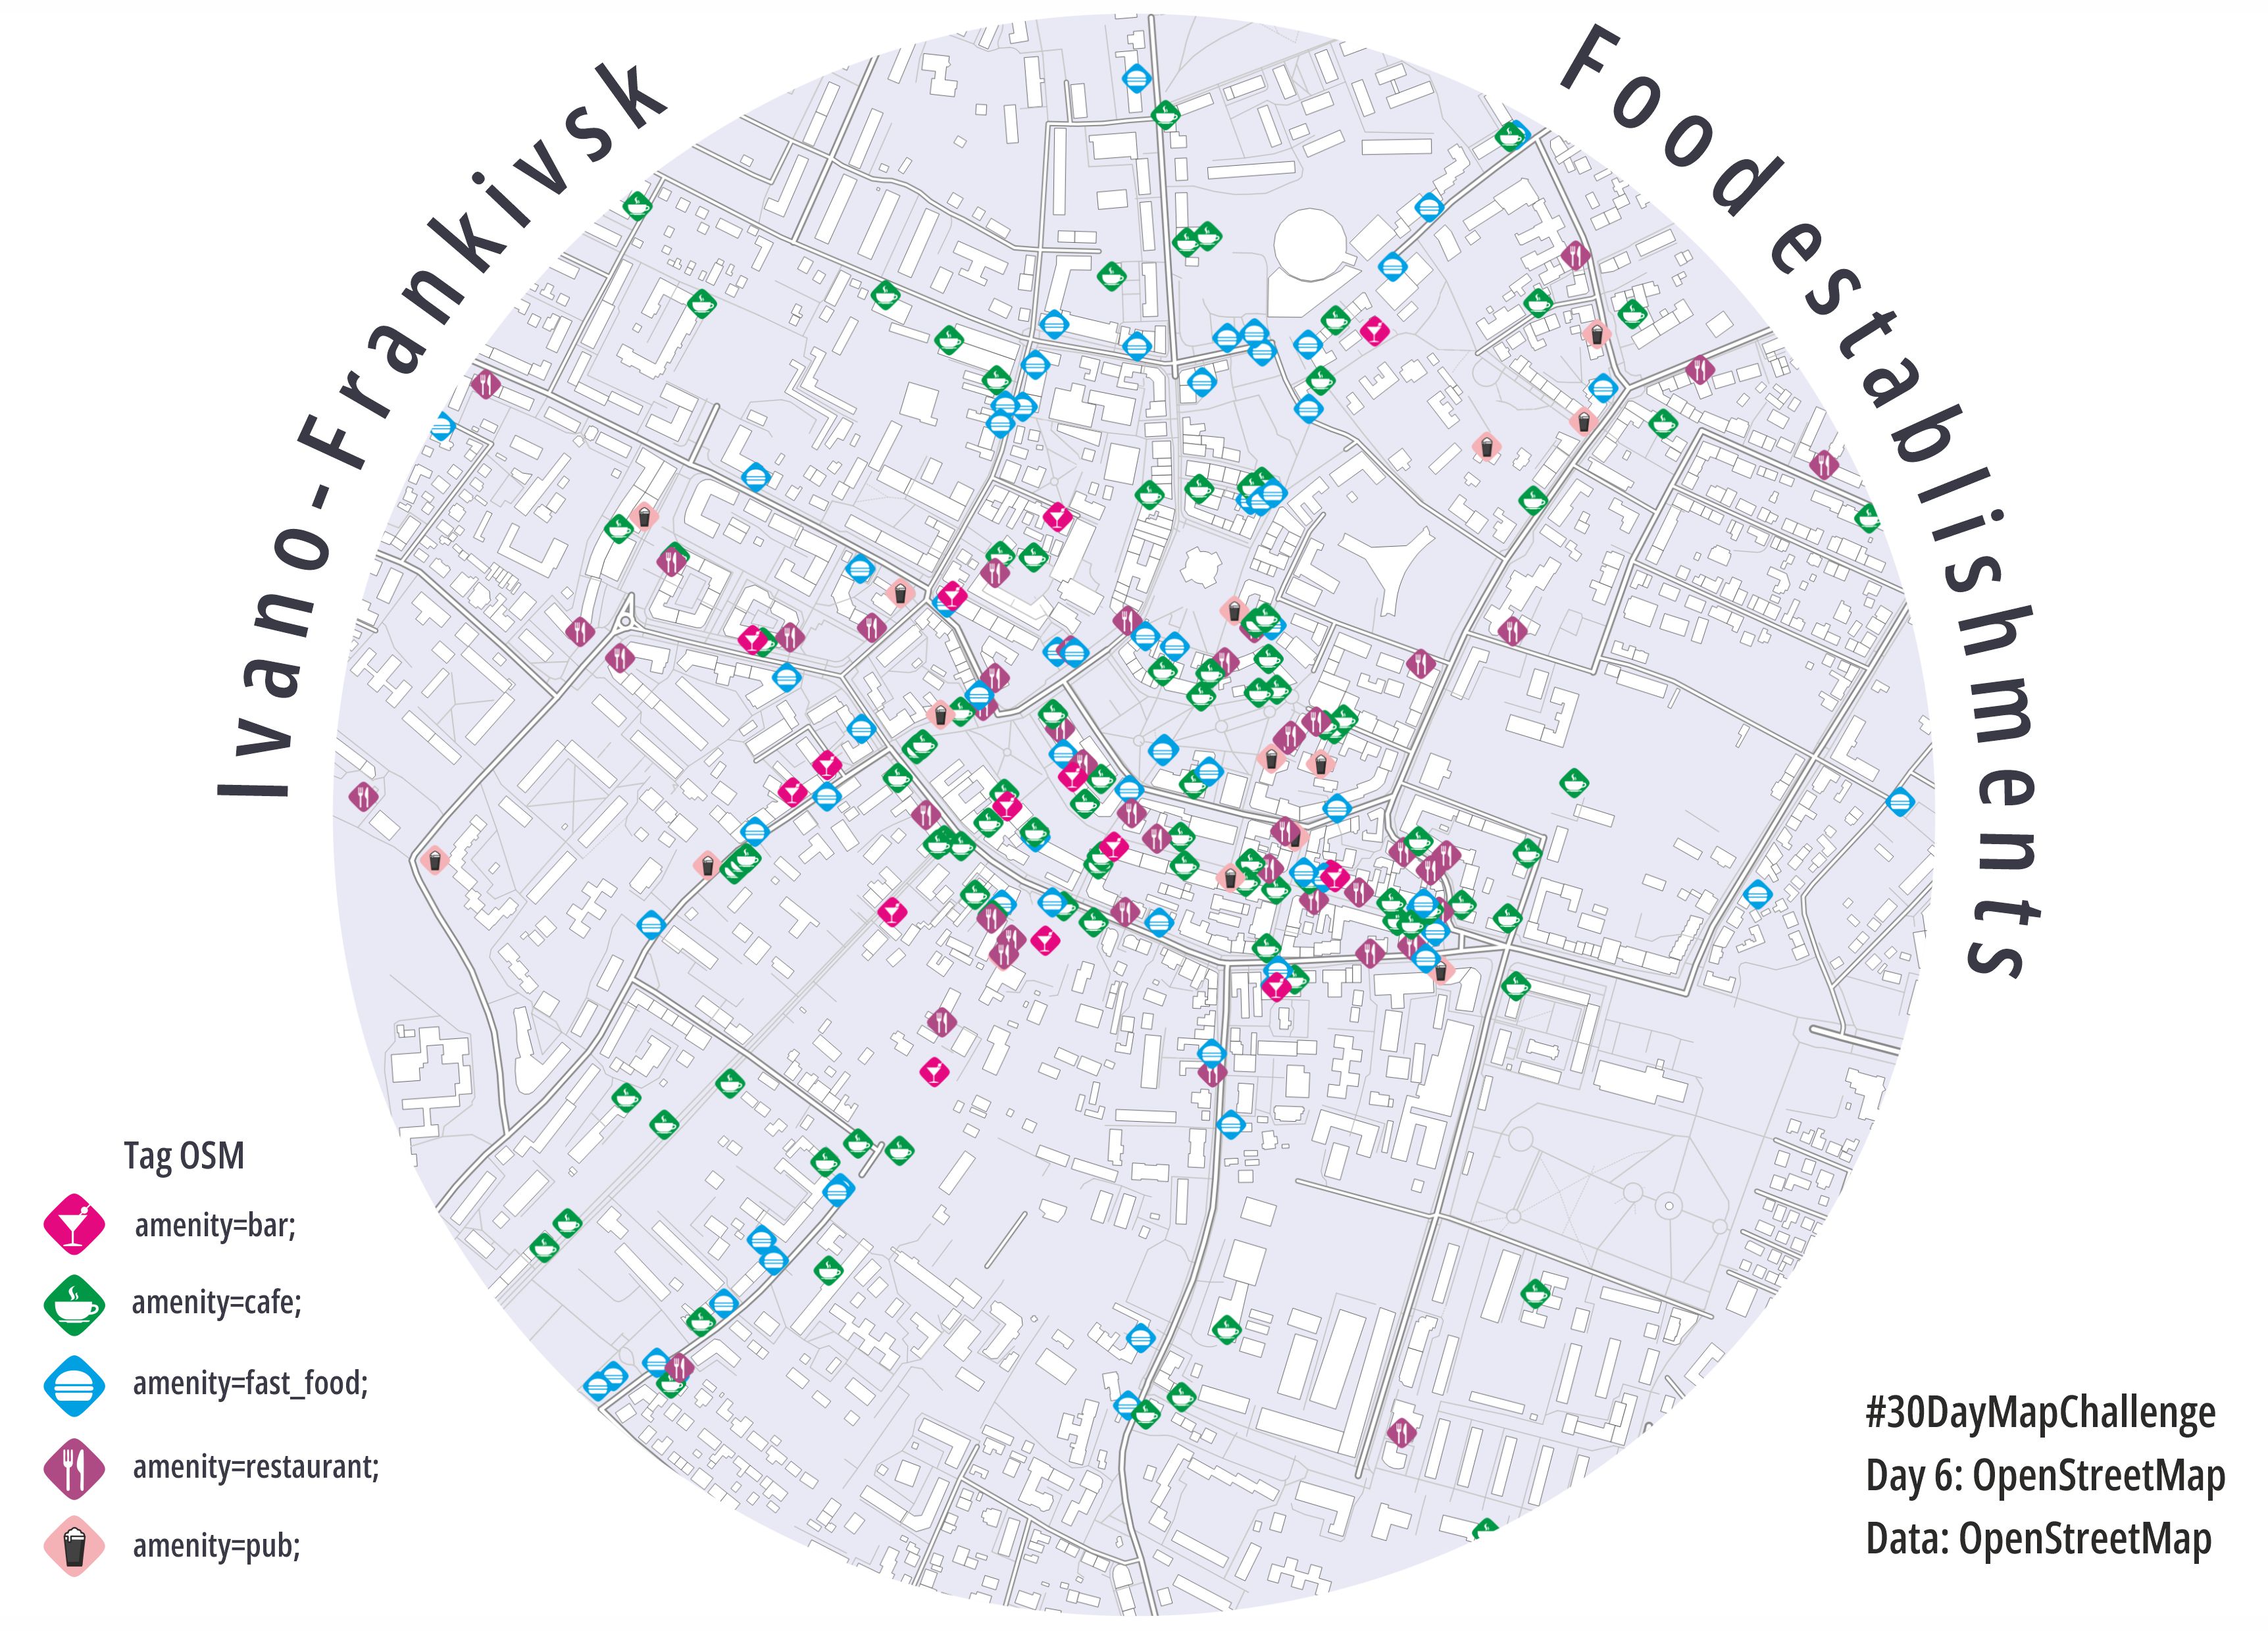 Ivano-Frankivsk
Food establishments
Tag OSM
amenity=bar;
amenity=cafe;
amenity=fast_food;
amenity=restaurant;
amenity=pub;
#30DayMapChallenge
Day 6: OpenStreetMap
Data: OpenStreetMap